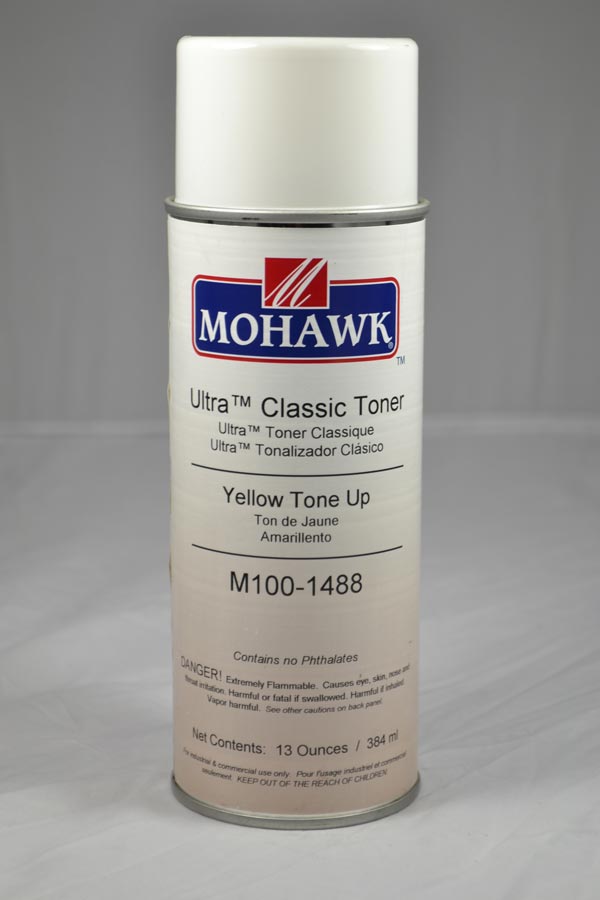 M
MOHAWK®
TM
Ultra™ Classic Toner
Ultra™ Toner Classique
Ultra™ Tonalizador Clásico
Yellow Tone Up
Ton de Jaune
Amarillento
M100-1488
Contains no Phthalates
DANGER! Extremely Flammable. Causes eye, skin, nose and
throat irritation. Harmful or fatal if swallowed. Harmful if inhaled.
Vapor harmful. See other cautions on back panel.
Net Contents: 13 Ounces / 384 ml
For industrial & commercial use only. Pour l'usage industriel et commercial
seulement. KEEP OUT OF THE REACH OF CHILDREN.